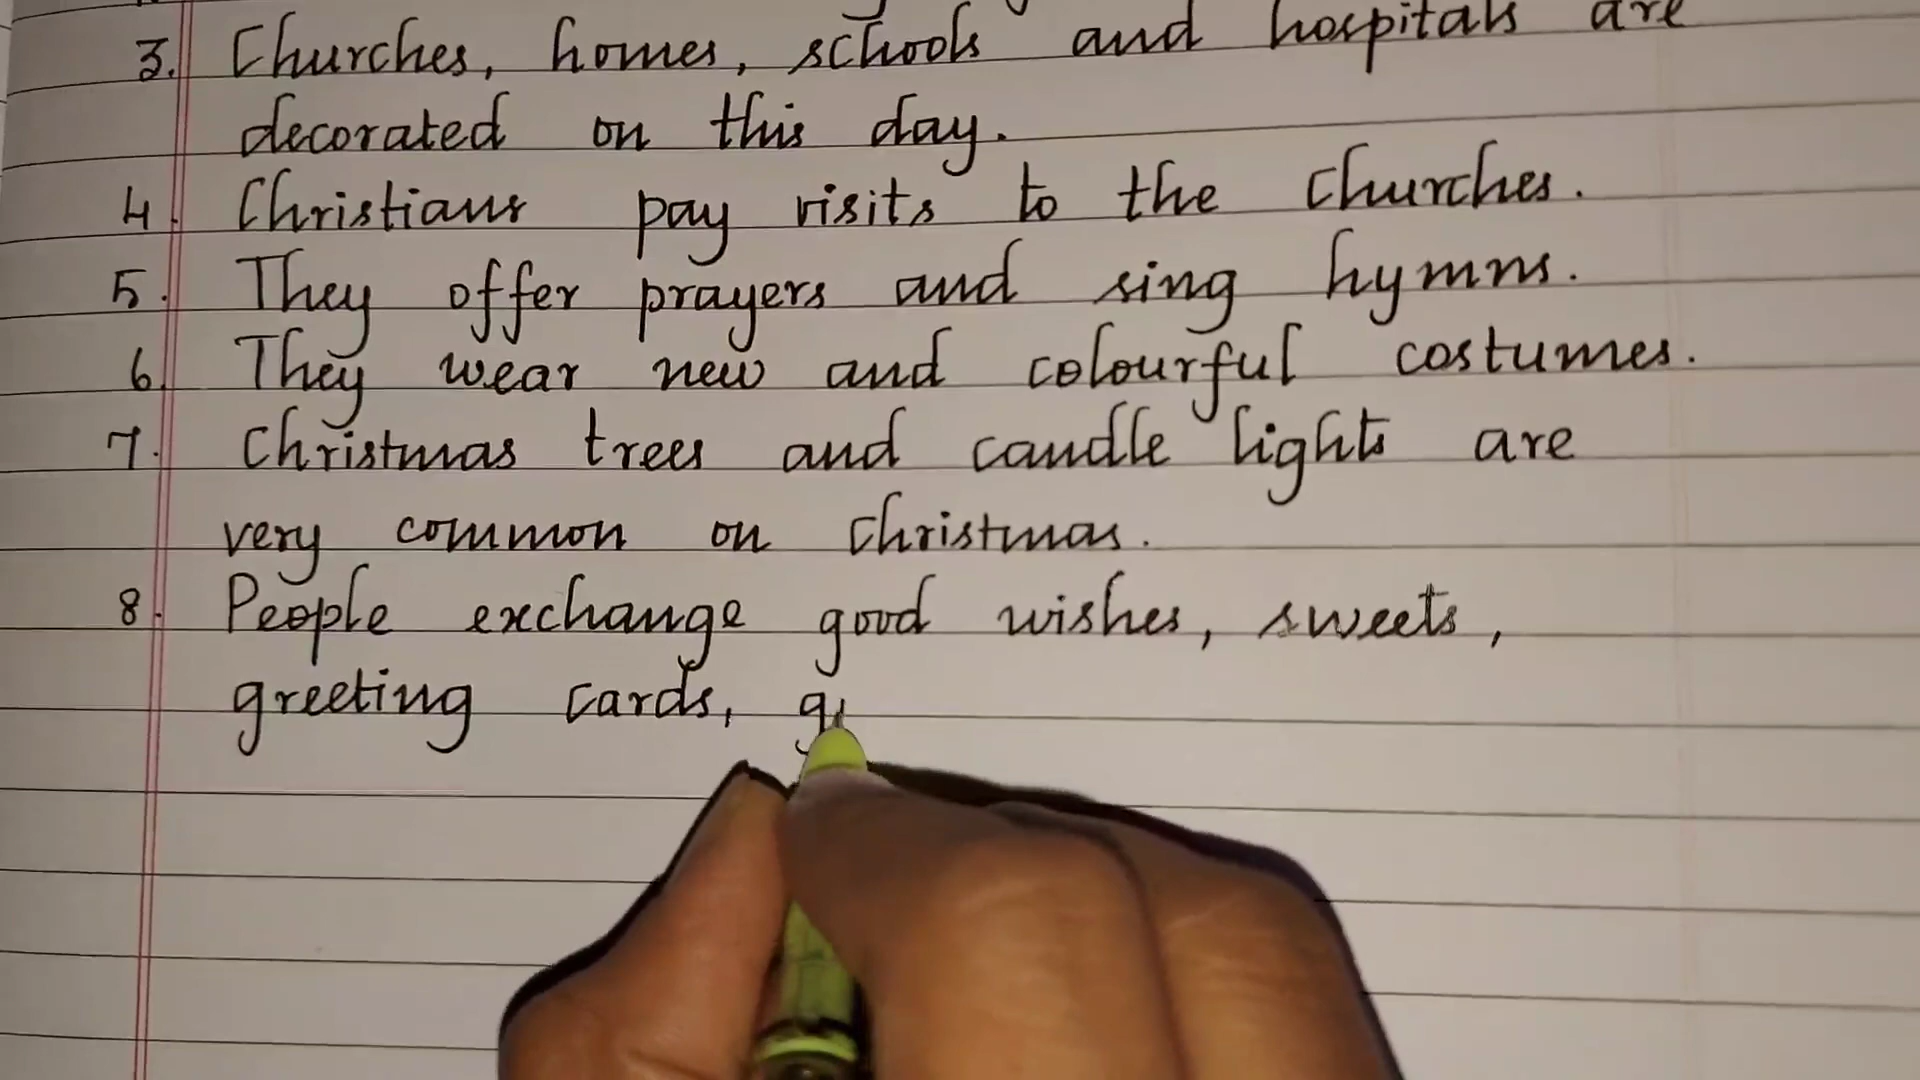 3. Churches, homes, schools and hospitals are
decorated on this day.
4. Christians pay visits to the Churches.
5. They offer prayers and sing hymns.
6. They wear new and colourful costumes.
7. Christmas trees and candle lights are
very common on Christmas.
8. People exchange good wishes, sweets,
greeting cards,